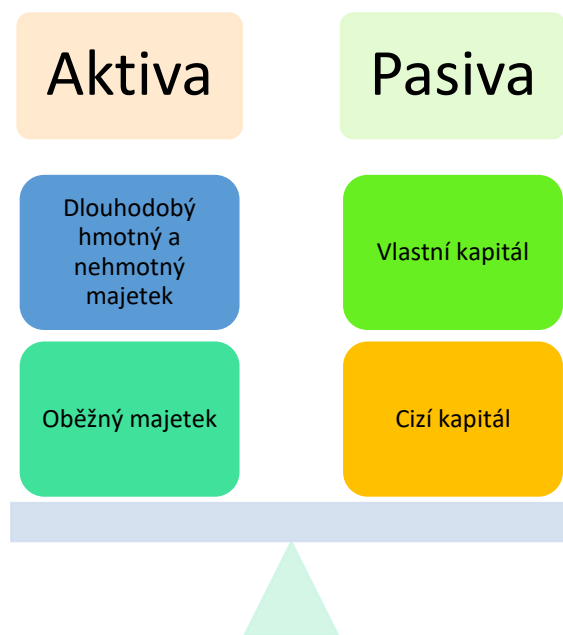 Aktiva
Pasiva
Dlouhodobý
hmotný a
nehmotný
majetek
Vlastní kapitál
Oběžný majetek
Cizí kapitál